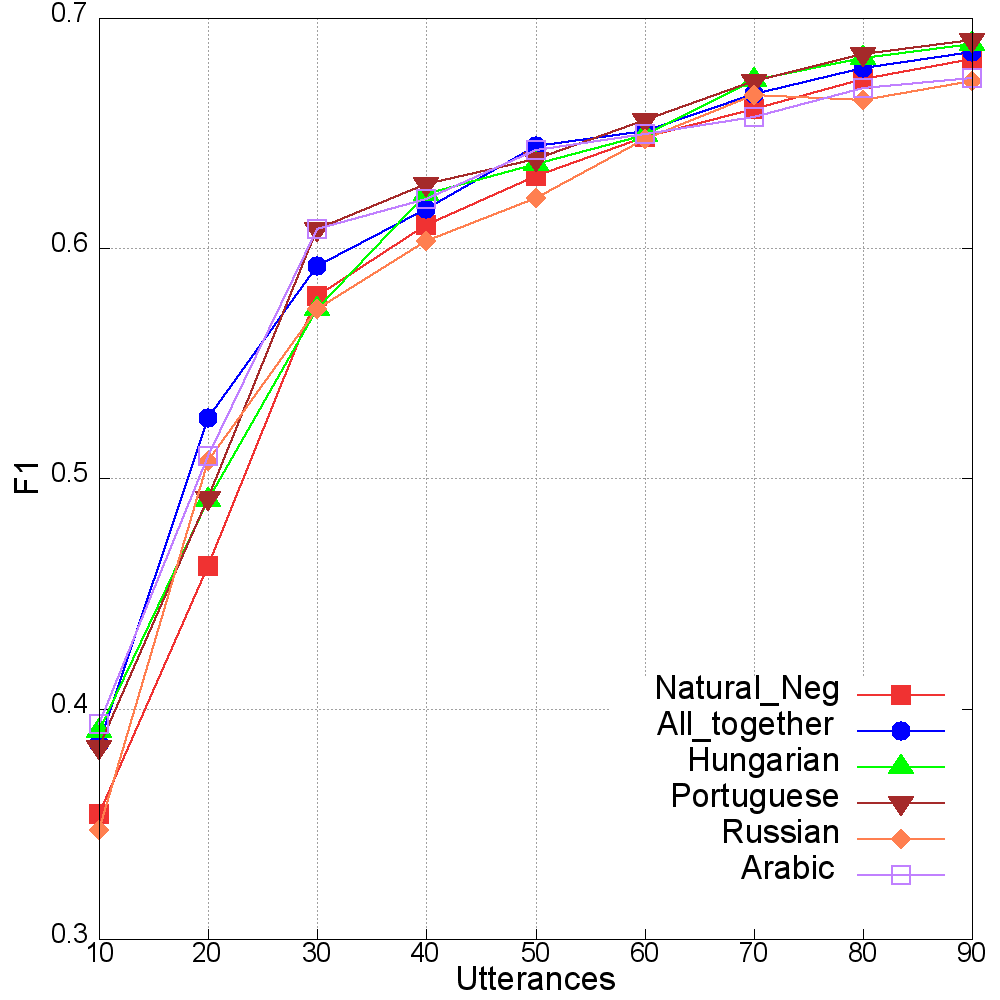 0.7
0.6
0.5
0.4
0.3
F1
10 20 30 40 50 60 70 80 90
Utterances
Natural_Neg
All_together
Hungarian
Portuguese
Russian
Arabic